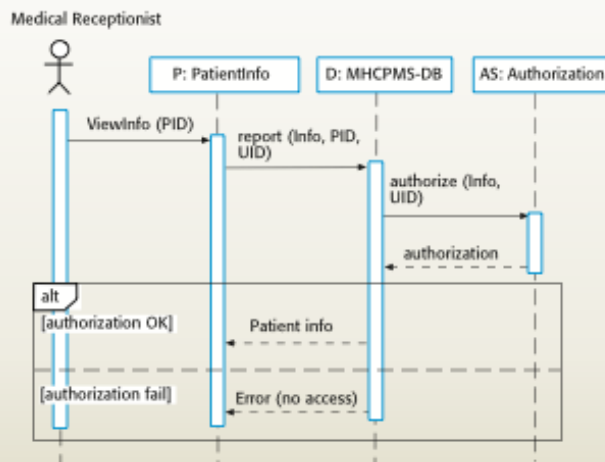 Medical Receptionist
P: PatientInfo
D: MHCPMS-DB
AS: Authorization
ViewInfo (PID)
report (Info, PID,
UID)
authorize (Info,
UID)
authorization
alt
[authorization OK]
Patient info
[authorization fail]
Error (no access)